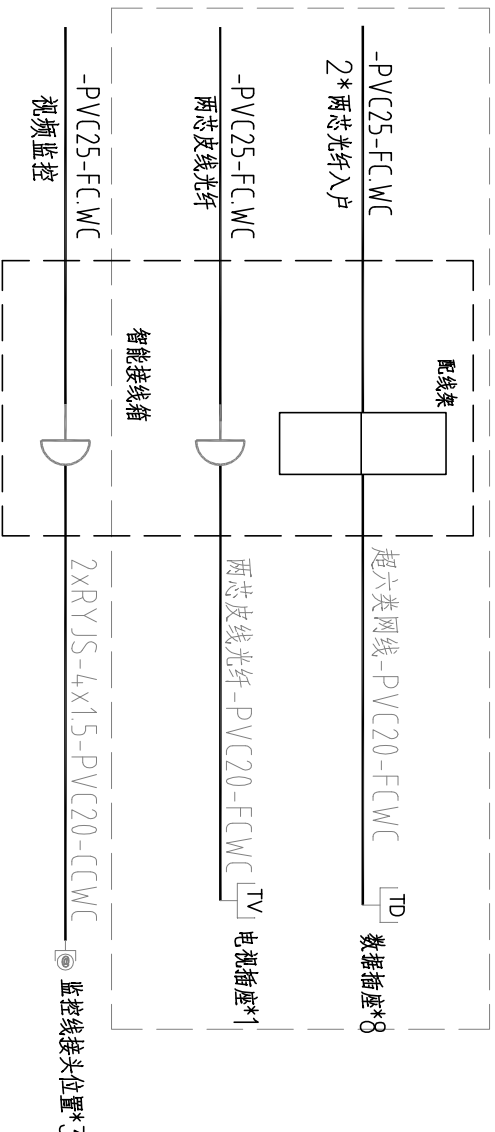 -PVC25-FC.WC
2*两芯光纤入户
配线架
超六类网线-PVC20-FCWC
TD
数据插座*8
-PVC25-FC.WC
两芯皮线光纤
两芯皮线光纤-PVC20-FCWC
TV
电视插座*1
智能接线箱
-PVC25-FC.WC
视频监控
2xRYJS-4x1.5-PVC20-CCWC
监控线接头位置*